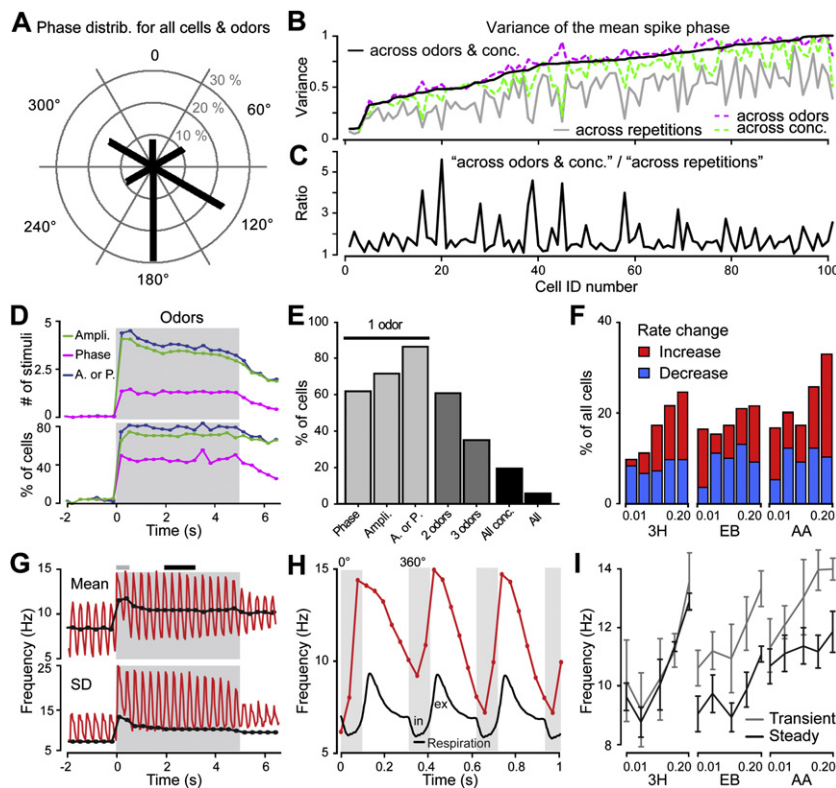 A Phase distrib. for all cells & odors
0
30 %
20 %
10 %
300°
60°
240°
120°
180°
B Variance of the mean spike phase
across odors & conc.
across odors
across repetitions
across conc.
Variance
1
0.5
0
C "across odors & conc." / "across repetitions"
Ratio
5
3
1
0 20 40 60 80 100
Cell ID number
D Odors
Ampli.
Phase
A. or P.
# of stimuli
5
2.5
0
% of cells
80
40
0
-2 0 2 4 6
Time (s)
E
1 odor
% of cells
100
80
60
40
20
0
Phase
Ampli.
A. or P.
2 odors
3 odors
All conc.
All
F
Rate change
Increase
Decrease
% of all cells
40
20
0
0.01 0.20 0.01 0.20 0.01 0.20
3H EB AA
G
Mean
SD
Frequency (Hz)
15
10
5
25
15
5
-2 0 2 4 6
Time (s)
H
0° 360°
in
ex
Respiration
Frequency (Hz)
15
10
5
0 0.2 0.4 0.6 0.8 1
Time (s)
I
Frequency (Hz)
14
12
10
8
Transient
Steady
0.01 0.20 0.01 0.20 0.01 0.20
3H EB AA